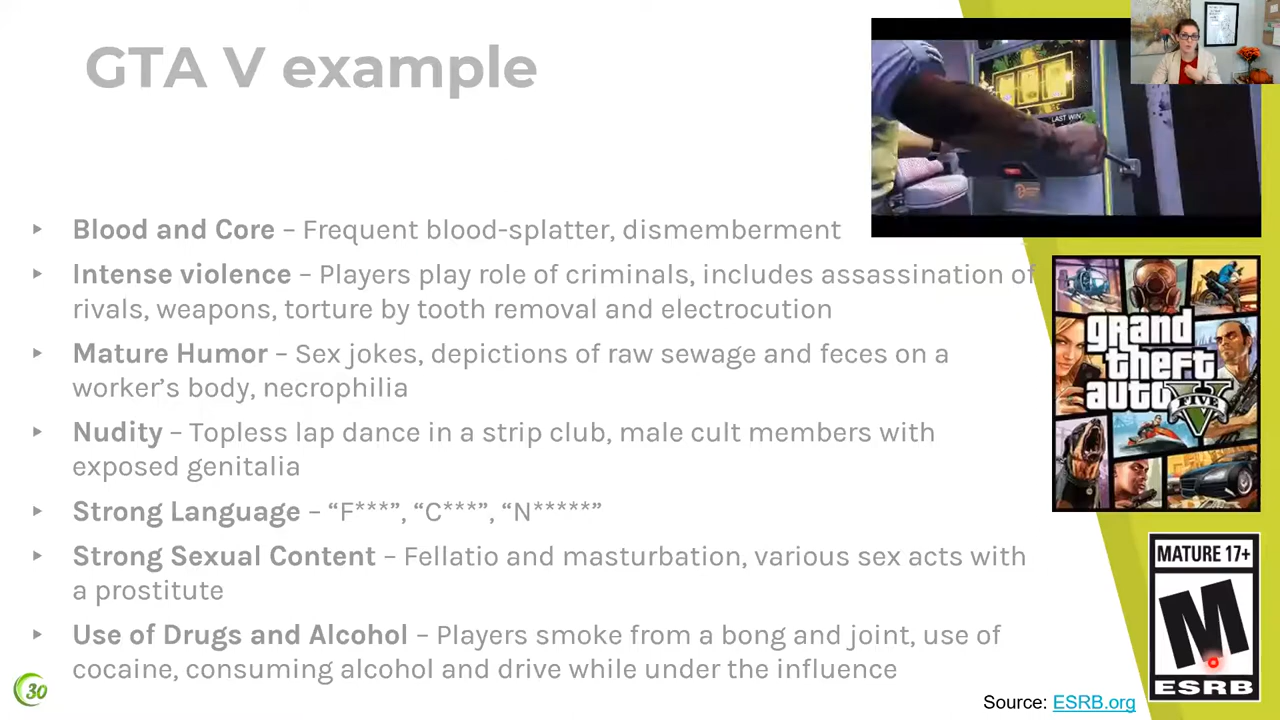 GTA V example
LAST WIN
▸ Blood and Core – Frequent blood-splatter, dismemberment
▸ Intense violence – Players play role of criminals, includes assassination of
rivals, weapons, torture by tooth removal and electrocution
▸ Mature Humor – Sex jokes, depictions of raw sewage and feces on a
worker’s body, necrophilia
▸ Nudity – Topless lap dance in a strip club, male cult members with
exposed genitalia
▸ Strong Language – “F***”, “C***”, “N*****”
▸ Strong Sexual Content – Fellatio and masturbation, various sex acts with
a prostitute
▸ Use of Drugs and Alcohol – Players smoke from a bong and joint, use of
cocaine, consuming alcohol and drive while under the influence
grand
theft
auto V
FIVE
MATURE 17+
M
ESRB
30
Source: ESRB.org